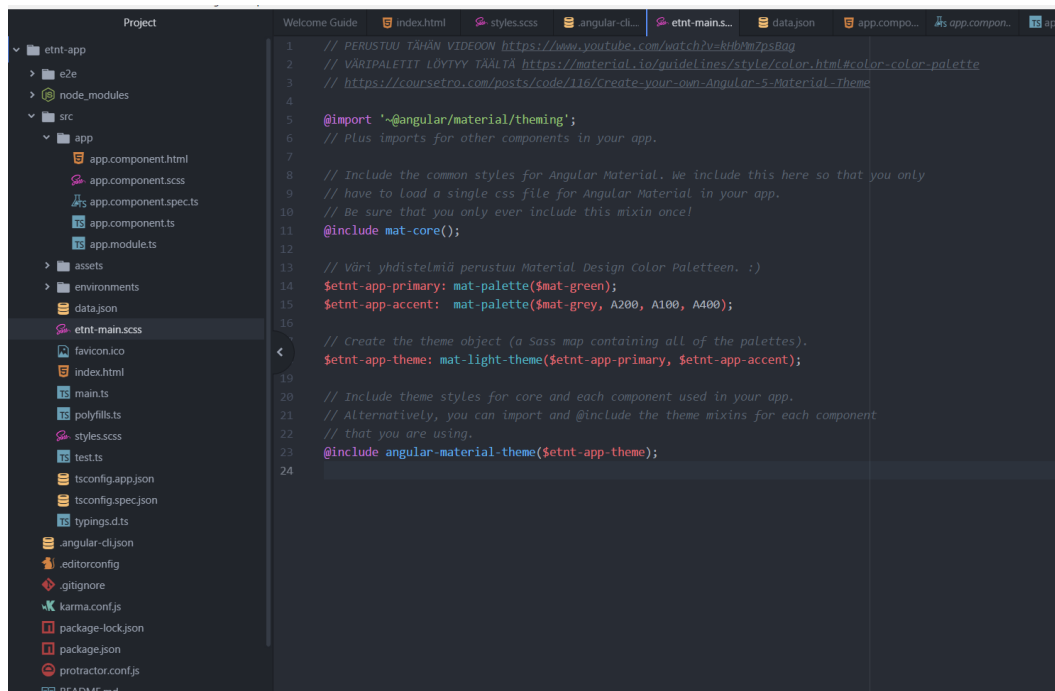 Project
etnt-app
e2e
node_modules
src
app
app.component.html
app.component.scss
app.component.spec.ts
app.component.ts
app.module.ts
assets
environments
data.json
etnt-main.scss
favicon.ico
index.html
main.ts
polyfills.ts
styles.scss
test.ts
tsconfig.app.json
tsconfig.spec.json
typings.d.ts
.angular-cli.json
.editorconfig
.gitignore
karma.conf.js
package-lock.json
package.json
protractor.conf.js
README.md
Welcome Guide index.html styles.scss .angular-cli.... etnt-main.s... data.json app.compo... app.compon.. ap
1 // PERUSTUU TÄHÄN VIDEOON https://www.youtube.com/watch?v=kHbMm7psBag
2 // VÄRIPALETIT LÖYTYY TÄÄLTÄ https://material.io/guidelines/style/color.html#color-color-palette
3 // https://coursetro.com/posts/code/116/Create-your-own-Angular-5-Material-Theme
4
5 @import '~@angular/material/theming';
6 // Plus imports for other components in your app.
7
8 // Include the common styles for Angular Material. We include this here so that you only
9 // have to load a single css file for Angular Material in your app.
10 // Be sure that you only ever include this mixin once!
11 @include mat-core();
12
13 // Väri yhdistelmiä perustuu Material Design Color Paletteen. :)
14 $etnt-app-primary: mat-palette($mat-green);
15 $etnt-app-accent:  mat-palette($mat-grey, A200, A100, A400);
16
// Create the theme object (a Sass map containing all of the palettes).
$etnt-app-theme: mat-light-theme($etnt-app-primary, $etnt-app-accent);
19
20 // Include theme styles for core and each component used in your app.
21 // Alternatively, you can import and @include the theme mixins for each component
22 // that you are using.
23 @include angular-material-theme($etnt-app-theme);
24